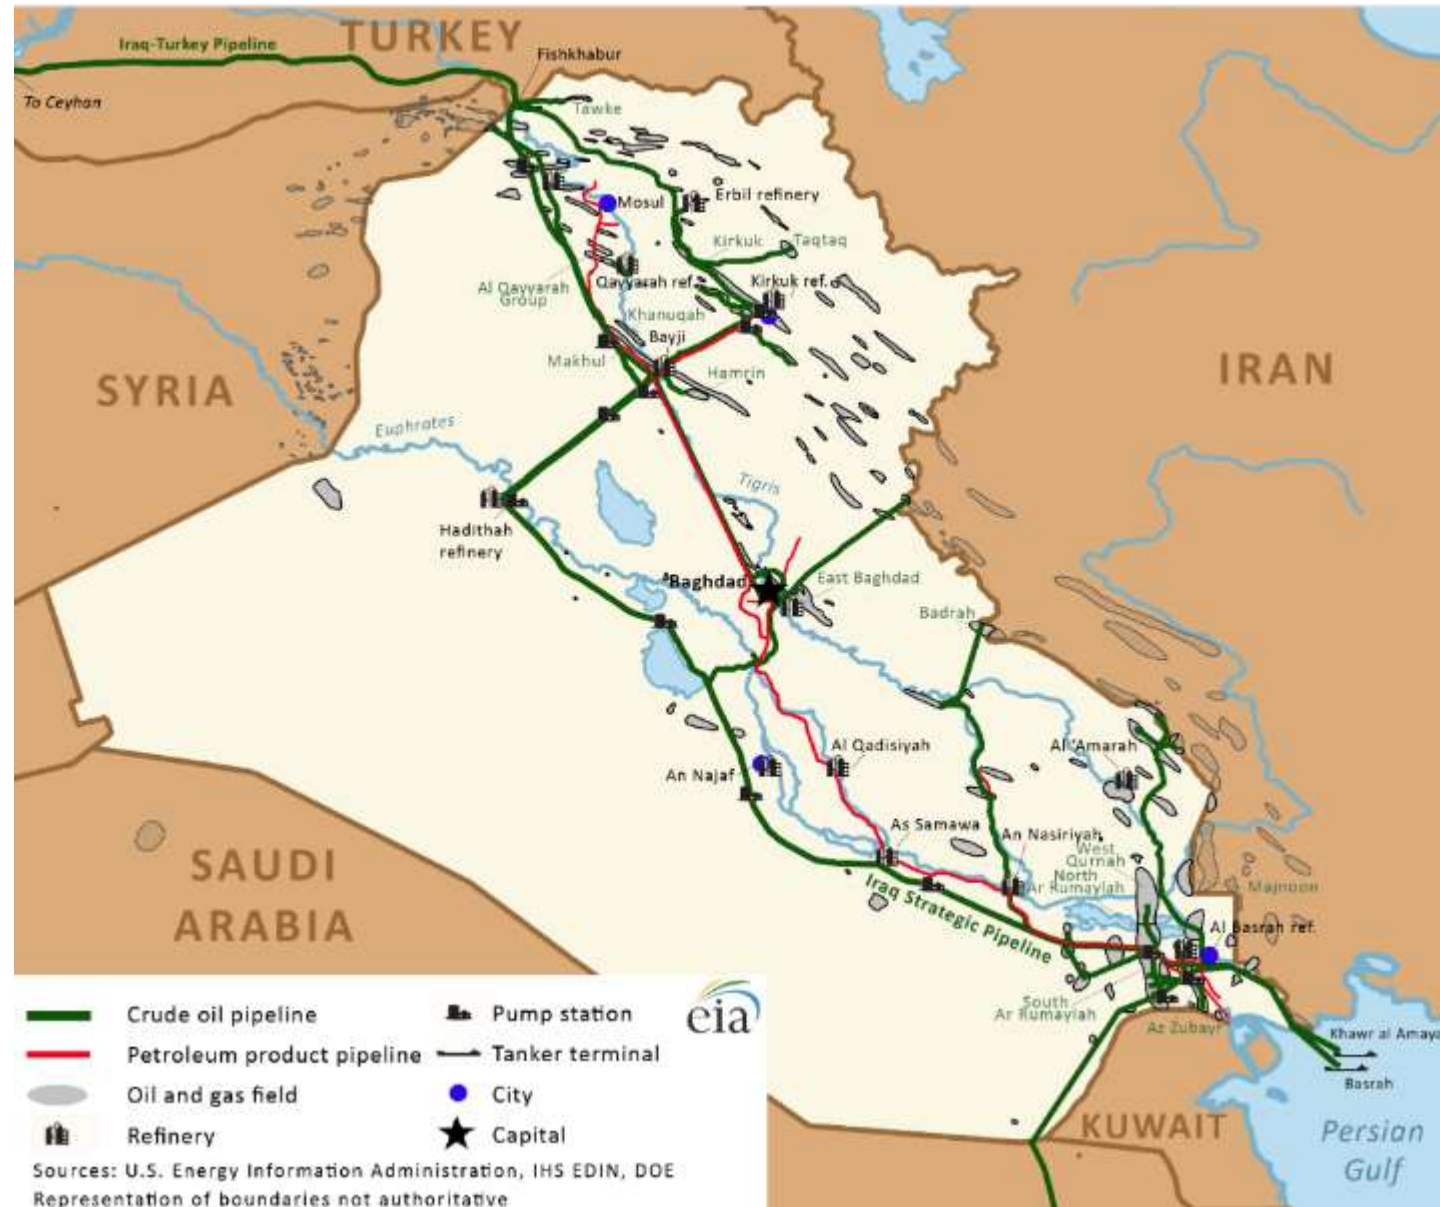 TURKEY
Iraq-Turkey Pipeline
Fishkhabur
To Ceyhan
Tawke
Mosul
Erbil refinery
Kirkuk
Taqtaq
Al Qayyarah
Group
Qayyarah ref.
Kirkuk ref.
Khanuqah
Bayji
Makhul
Hamrin
SYRIA
IRAN
Euphrates
Tigris
Hadithah
refinery
Baghdad
East Baghdad
Badrah
Al Qadisiyah
Al 'Amarah
An Najaf
As Samawa
An Nasiriyah
West
Qurnah
North
Ar Rumaylah
Majnoon
Iraq Strategic Pipeline
SAUDI
ARABIA
Al Basrah ref.
South
Ar Rumaylah
Az Zubayr
Khawr al Amaya
Basrah
KUWAIT
Persian
Gulf
eia
Crude oil pipeline
Pump station
Petroleum product pipeline
Tanker terminal
Oil and gas field
City
Refinery
Capital
Sources: U.S. Energy Information Administration, IHS EDIN, DOE
Representation of boundaries not authoritative